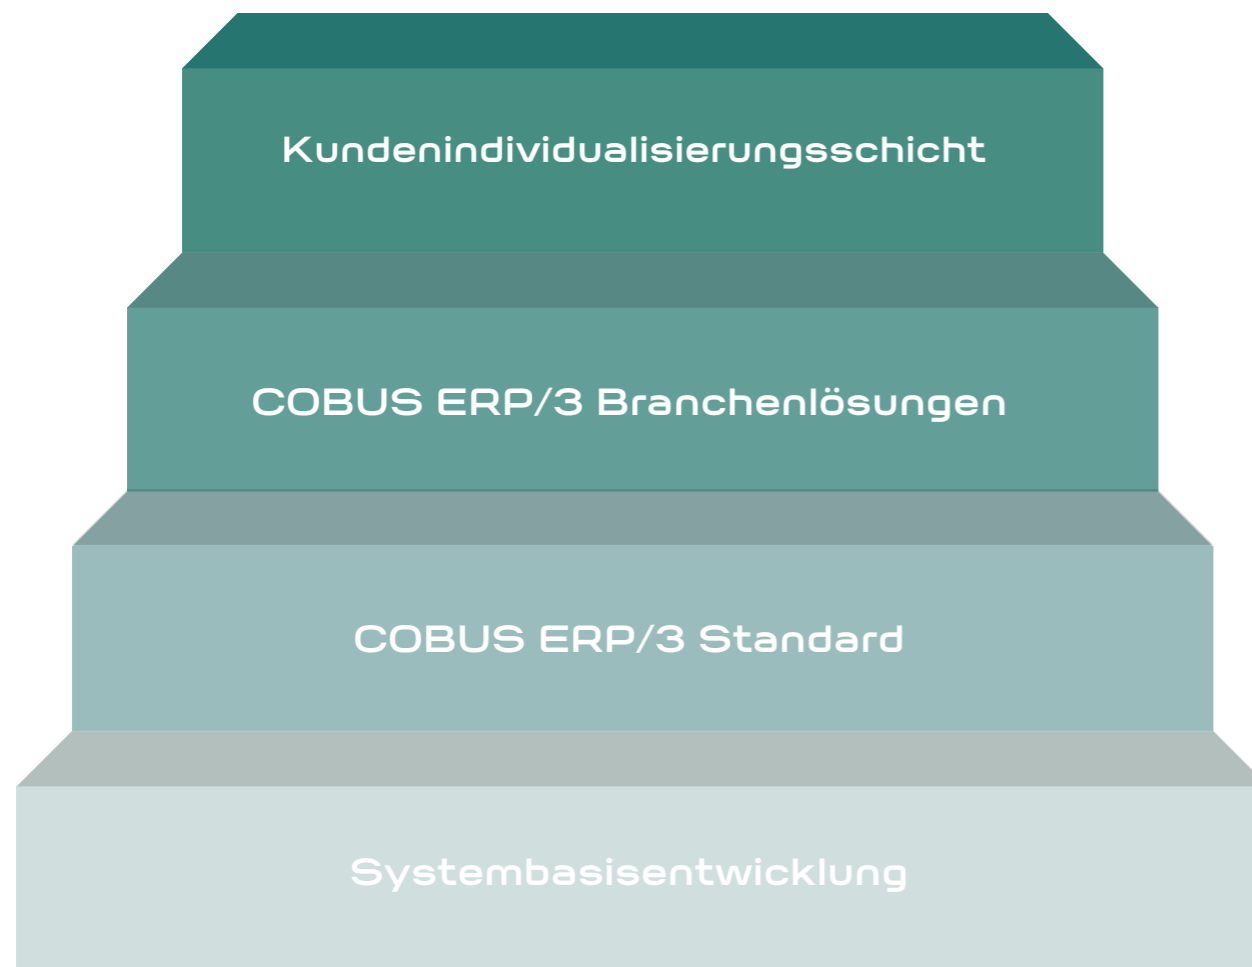 Kundenindividualisierungsschicht
COBUS ERP/3 Branchenlösungen
COBUS ERP/3 Standard
Systembasisentwicklung